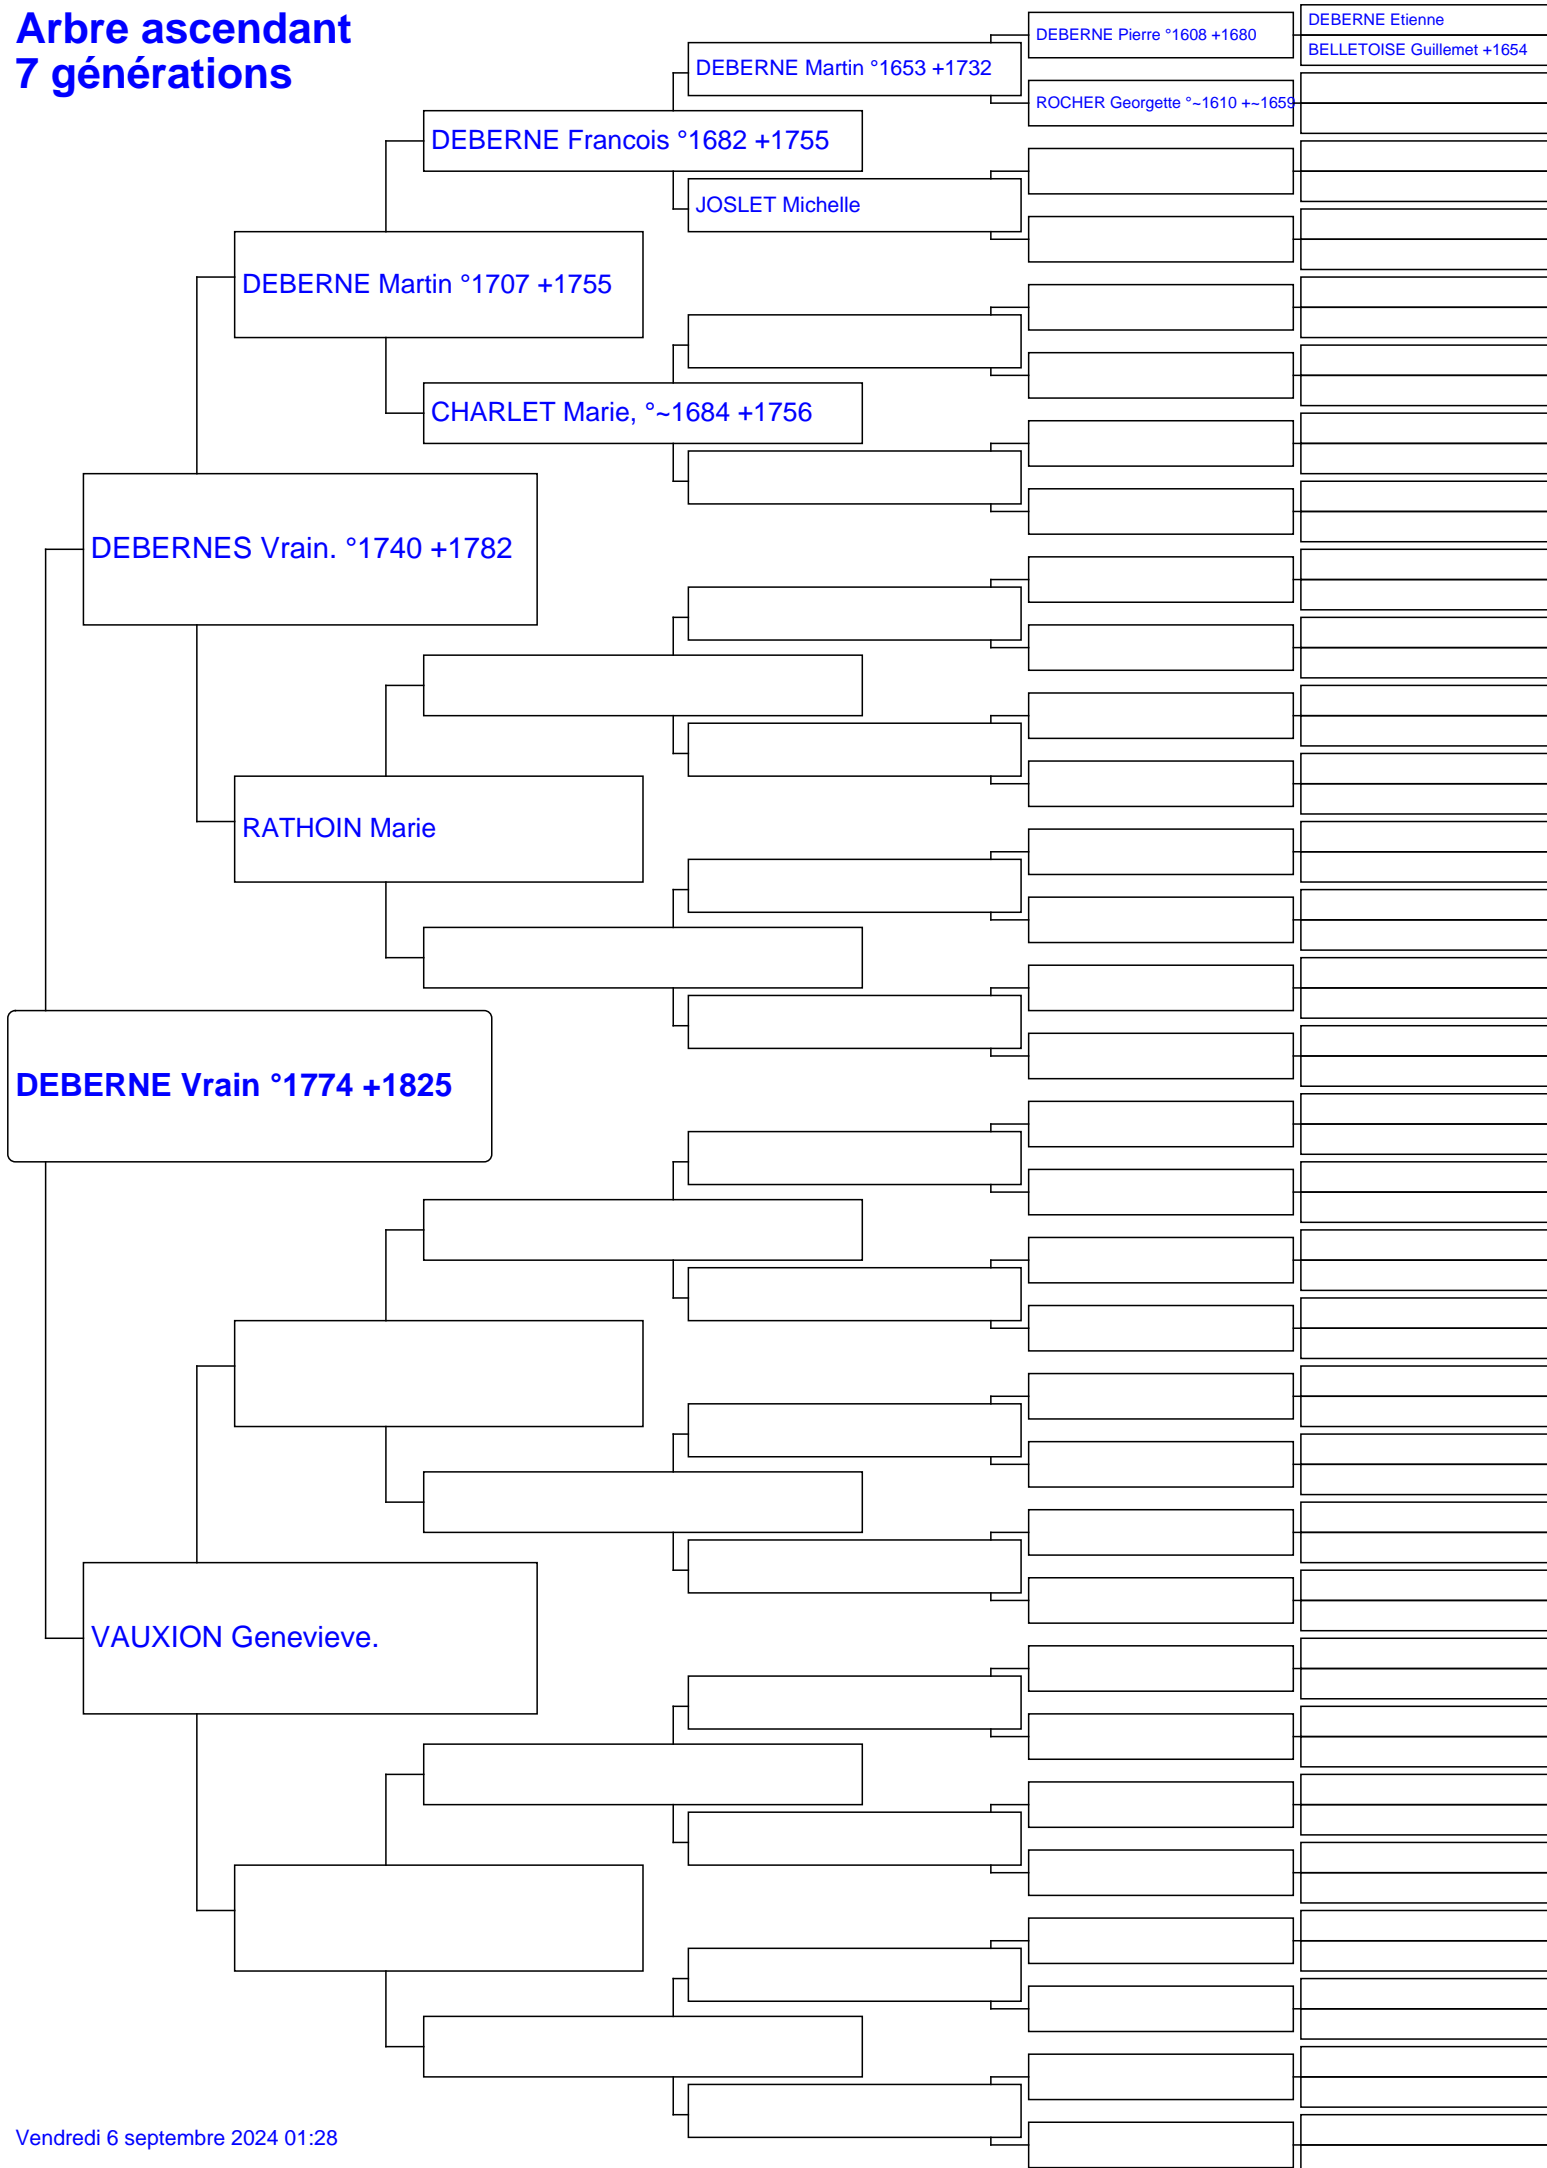 Arbre ascendant
7 générations
DEBERNE Etienne
BELLETOISE Guillemet +1654
DEBERNE Pierre °1608 +1680
DEBERNE Martin °1653 +1732
ROCHER Georgette °~1610 +~1659
DEBERNE Francois °1682 +1755
JOSLET Michelle
DEBERNE Martin °1707 +1755
CHARLET Marie, °~1684 +1756
DEBERNES Vrain. °1740 +1782
RATHOIN Marie
DEBERNE Vrain °1774 +1825
VAUXION Genevieve.
Vendredi 6 septembre 2024 01:28